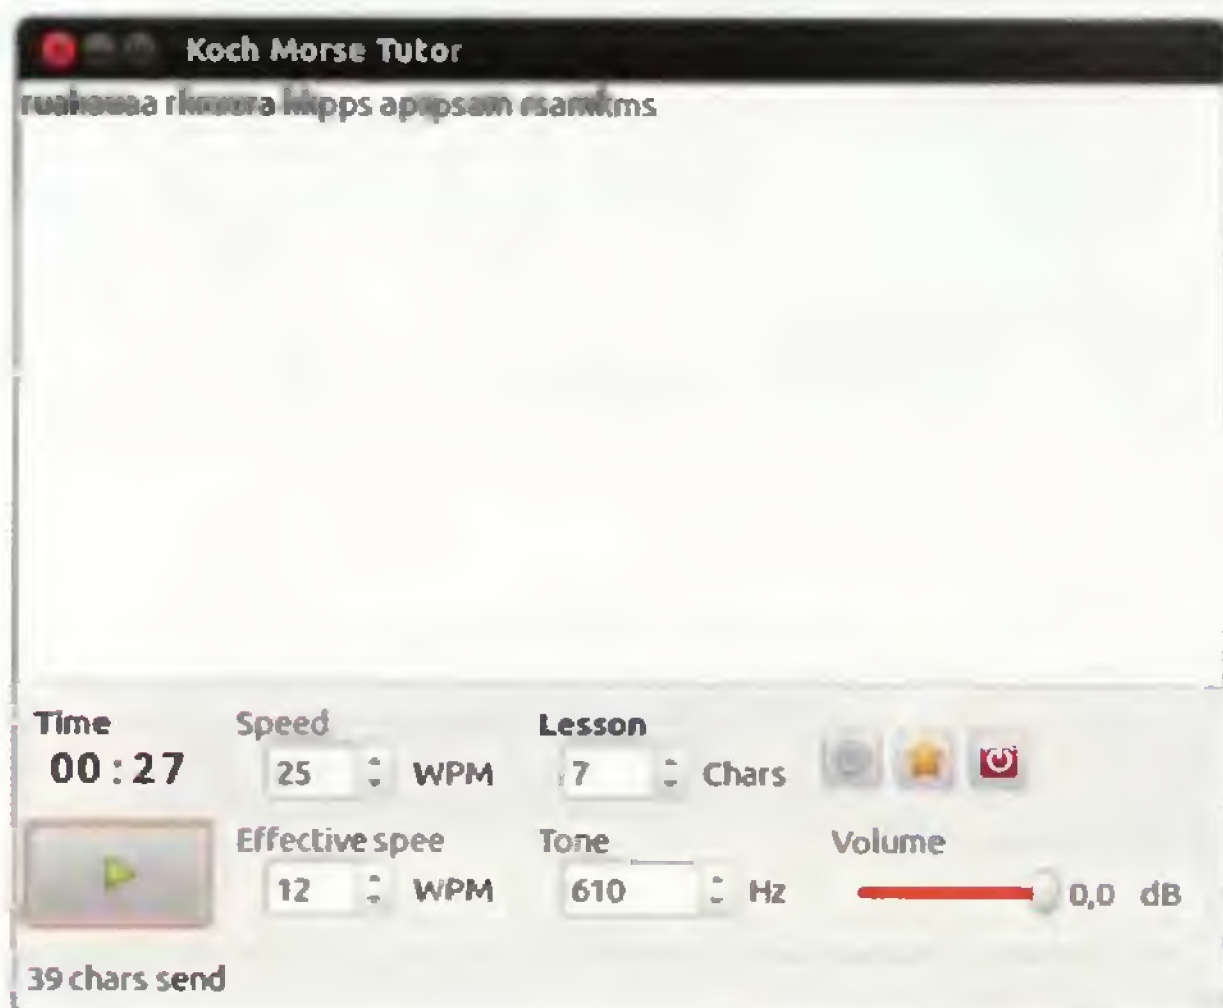 Koch Morse Tutor
apspsam
Time Speed Lesson
00:27 25 WPM 7 Chars
Effective spee Tone Volume
12 WPM 610 Hz 0,0 dB
39 chars send